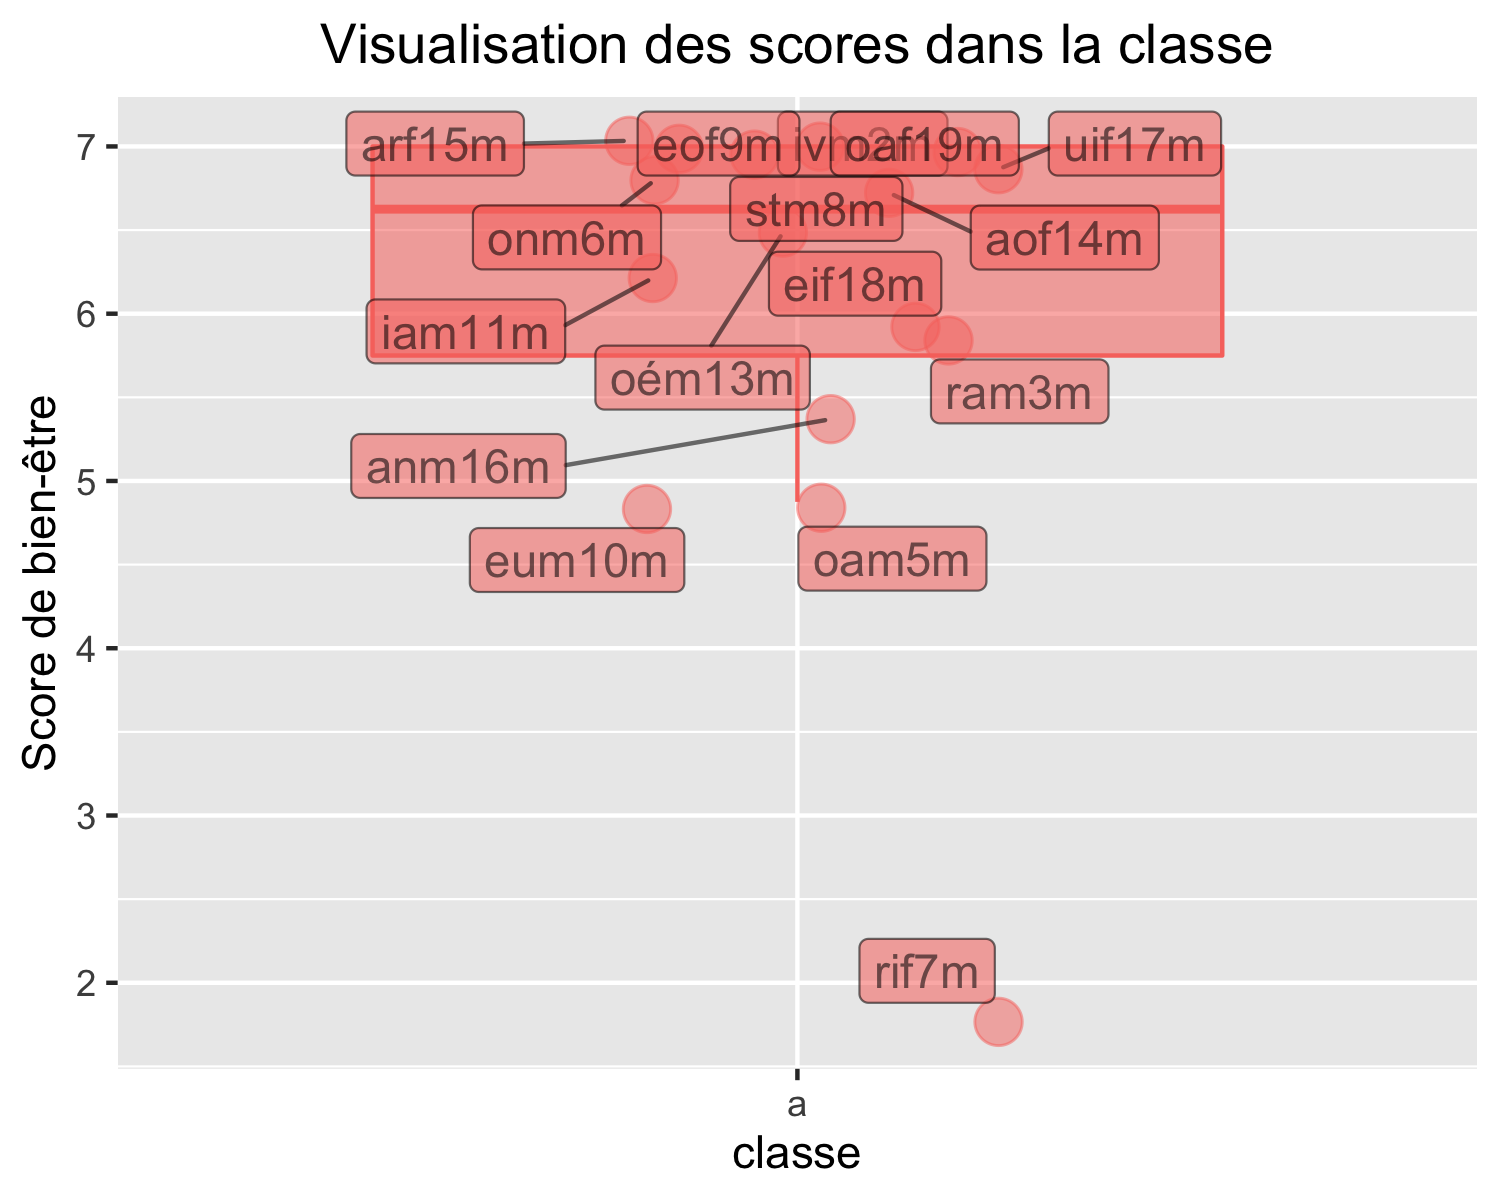 Visualisation des scores dans la classe
Score de bien-être
7
6
5
4
3
2
arf15m
eof9m
oaf19m
uif17m
stm8m
onm6m
aof14m
eif18m
iam11m
oém13m
ram3m
anm16m
eum10m
oam5m
rif7m
a
classe